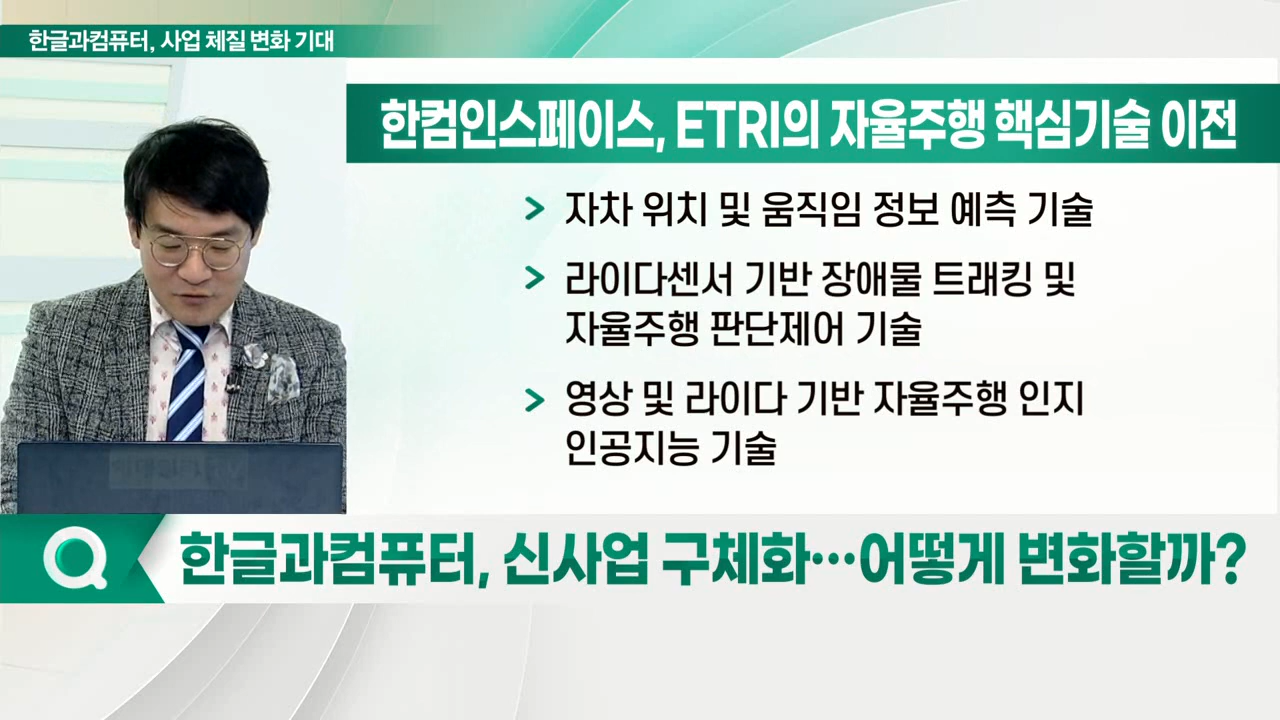 한글과컴퓨터, 사업 체질 변화 기대
한컴인스페이스, ETRI의 자율주행 핵심기술 이전
> 자차 위치 및 움직임 정보 예측 기술
> 라이다센서 기반 장애물 트래킹 및
자율주행 판단제어 기술
> 영상 및 라이다 기반 자율주행 인지
인공지능 기술
한글과컴퓨터, 신사업 구체화…어떻게 변화할까?